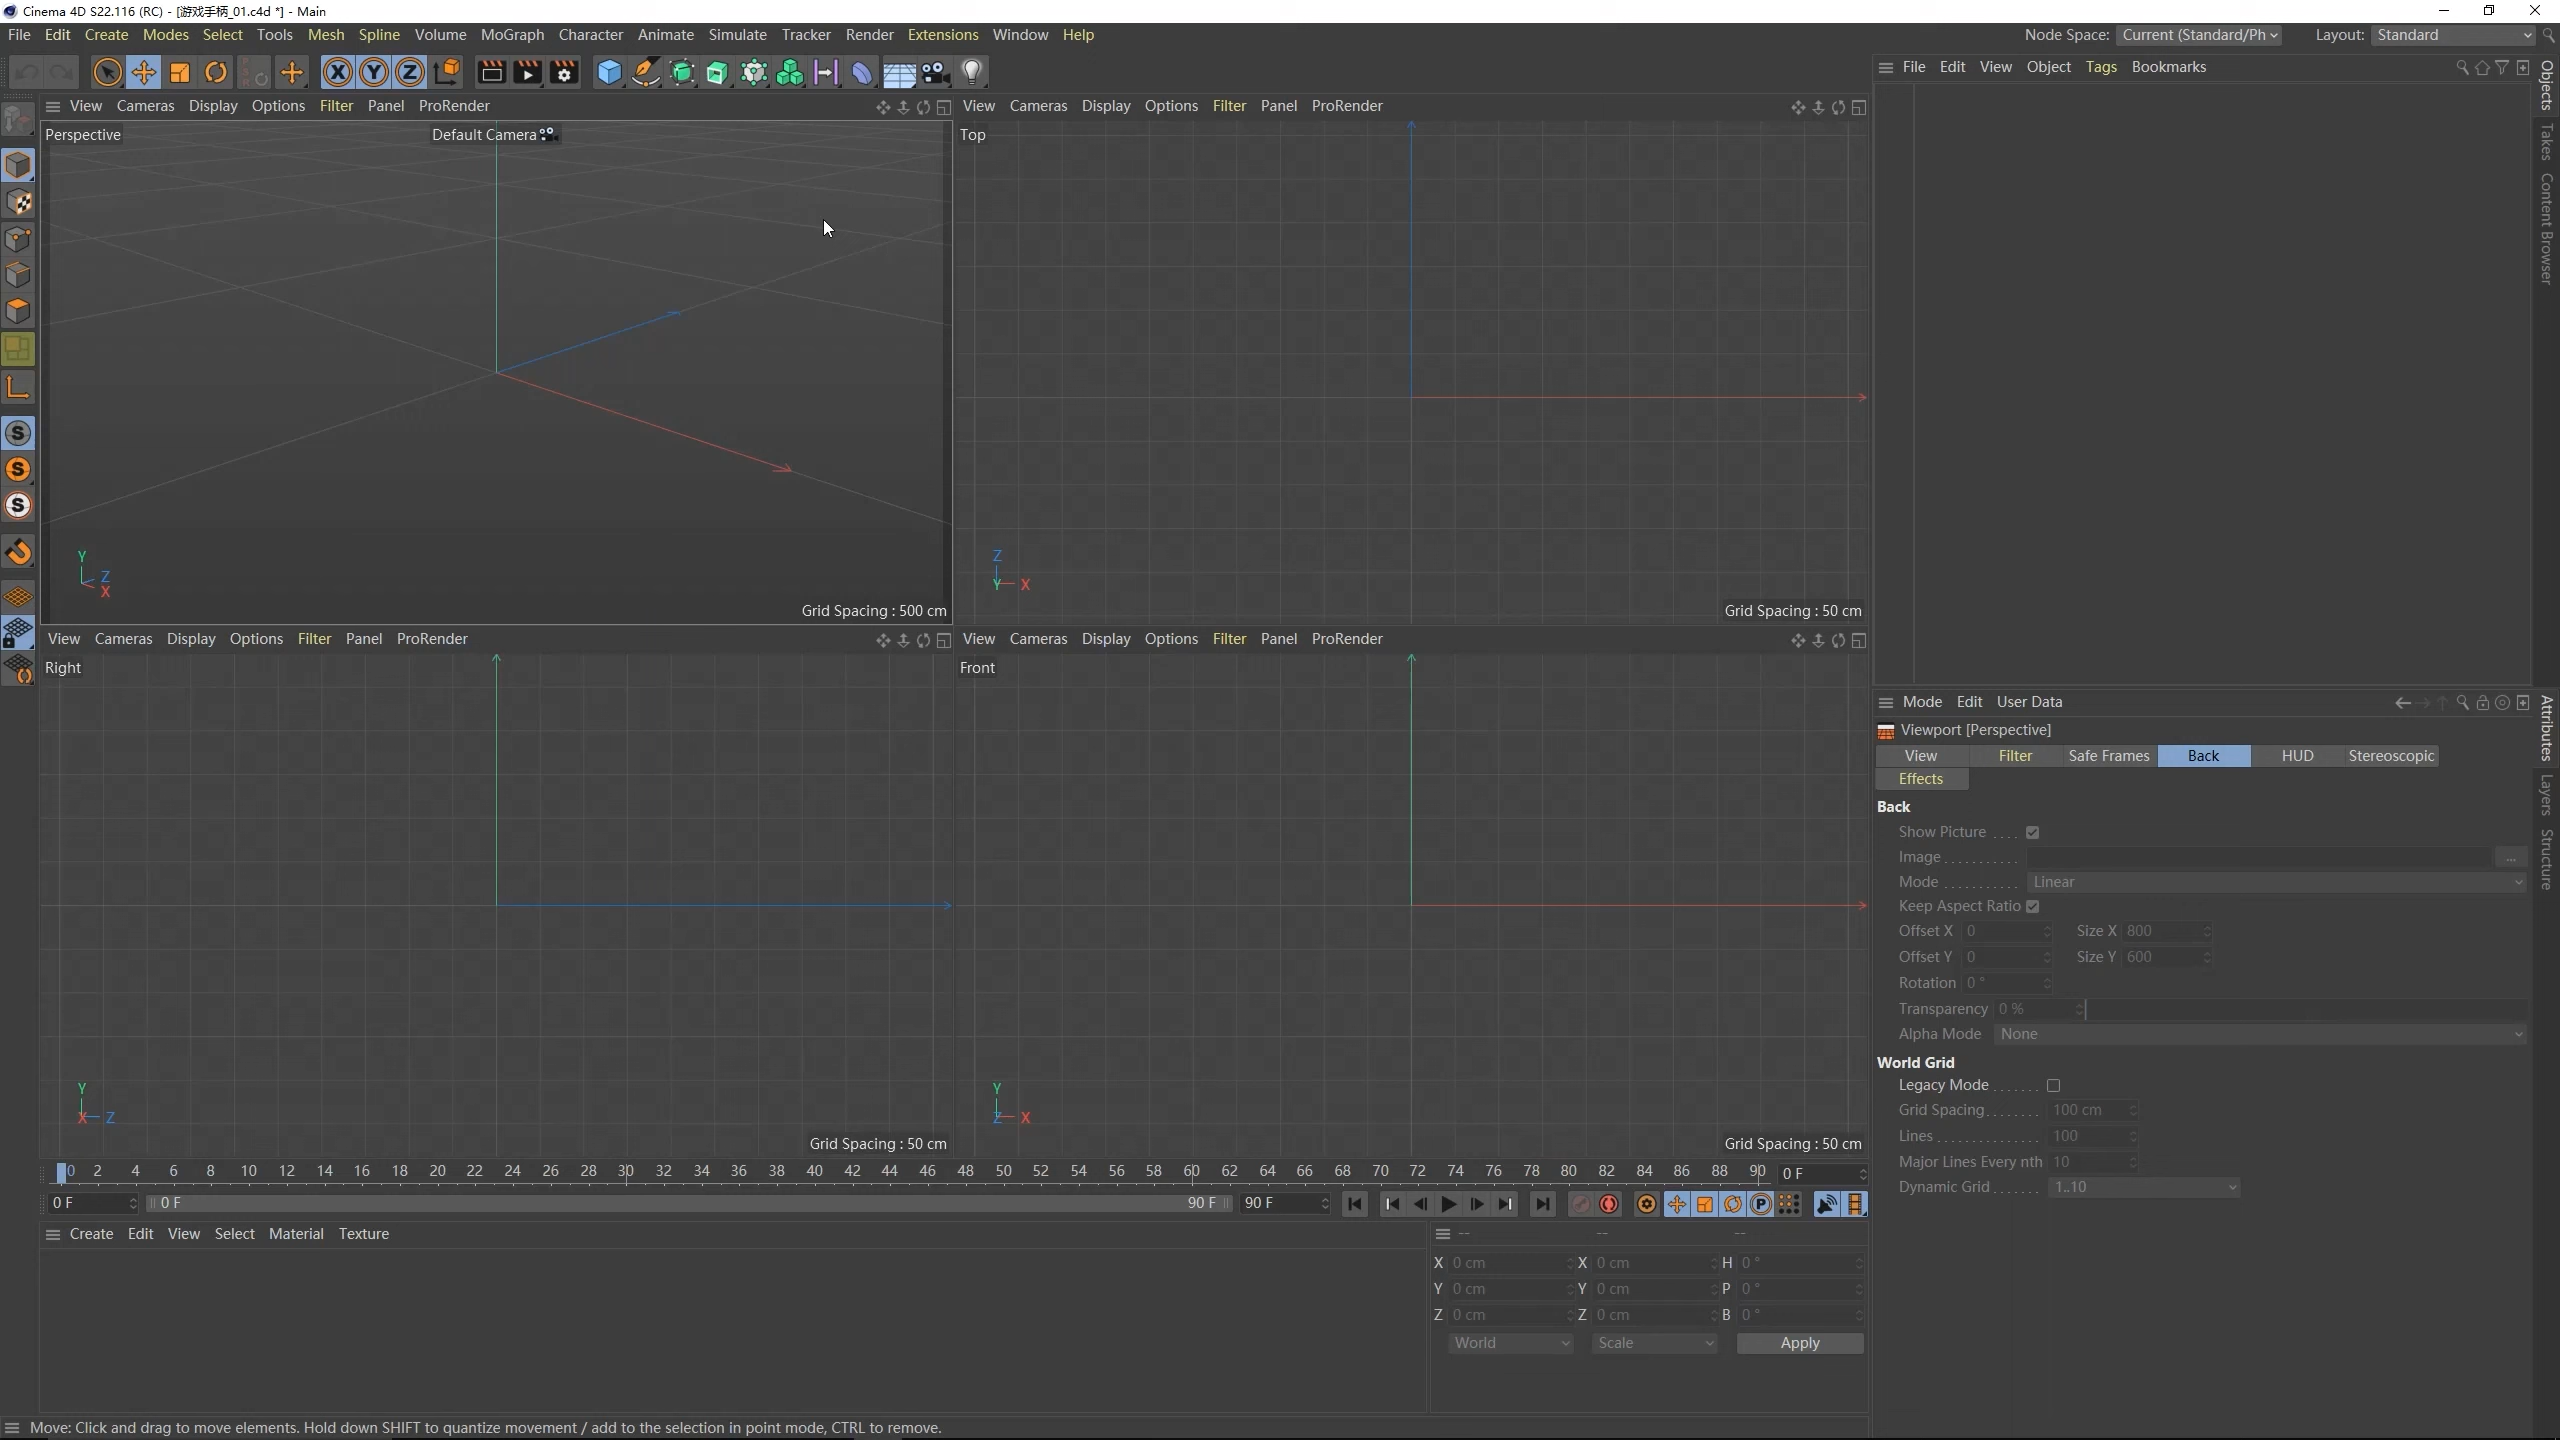 Cinema 4D S22.116 (RC) - [游戏手柄_01.c4d *] - Main
File Edit Create Modes Select Tools Mesh Spline Volume MoGraph Character Animate Simulate Tracker Render Extensions Window Help
Node Space: Current (Standard/Ph Layout: Standard
X Y Z
File Edit View Object Tags Bookmarks
Objects
Takes
Content Browser
View Cameras Display Options Filter Panel ProRender
Perspective
Default Camera
Y
Z
X
Grid Spacing : 500 cm
View Cameras Display Options Filter Panel ProRender
Top
Z
Y X
Grid Spacing : 50 cm
View Cameras Display Options Filter Panel ProRender
Right
Y
X Z
Grid Spacing : 50 cm
View Cameras Display Options Filter Panel ProRender
Front
Y
Z X
Grid Spacing : 50 cm
S
S
S
Mode Edit User Data
Viewport [Perspective]
View Filter Safe Frames Back HUD Stereoscopic
Effects
Back
Show Picture ....
Image...........
...
Mode ........... Linear
Keep Aspect Ratio
Offset X 0 Size X 800
Offset Y 0 Size Y 600
Rotation 0 °
Transparency 0 %
Alpha Mode None
World Grid
Legacy Mode.......
Grid Spacing........ 100 cm
Lines............... 100
Major Lines Every nth 10
Dynamic Grid....... 1..10
Attributes
Layers
Structure
0 2 4 6 8 10 12 14 16 18 20 22 24 26 28 30 32 34 36 38 40 42 44 46 48 50 52 54 56 58 60 62 64 66 68 70 72 74 76 78 80 82 84 86 88 90 0 F
0 F 0 F 90 F 90 F
P
Create Edit View Select Material Texture
-- -- --
X 0 cm X 0 cm H 0 °
Y 0 cm Y 0 cm P 0 °
Z 0 cm Z 0 cm B 0 °
World Scale Apply
Move: Click and drag to move elements. Hold down SHIFT to quantize movement / add to the selection in point mode, CTRL to remove.